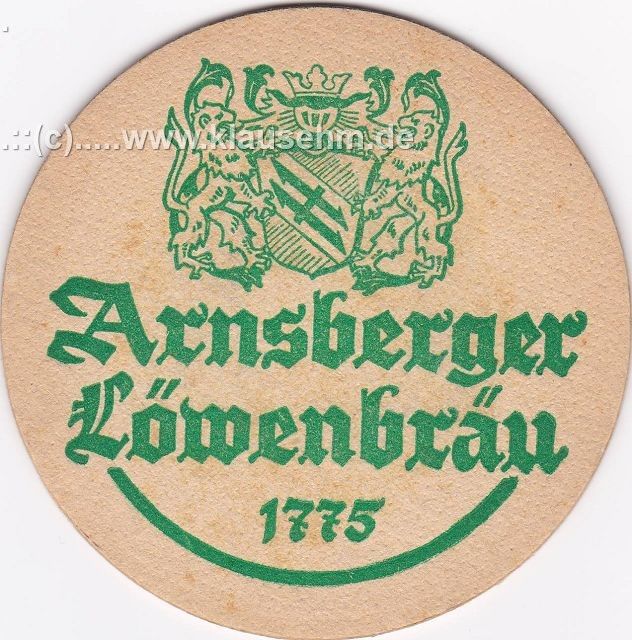 .::(c).....www.klausehm.de
Arnsberger
Löwenbräu
1775